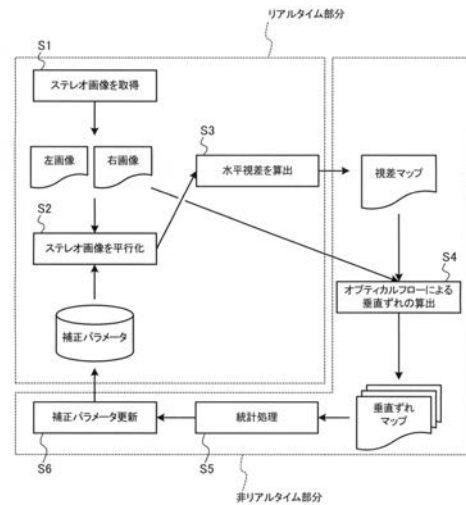 リアルタイム部分
S1
ステレオ画像を取得
左画像
右画像
S3
水平視差を算出
視差マップ
S2
ステレオ画像を平行化
S4
オプティカルフローによる
垂直ずれの算出
補正パラメータ
補正パラメータ更新
S6
統計処理
S5
垂直ずれ
マップ
非リアルタイム部分